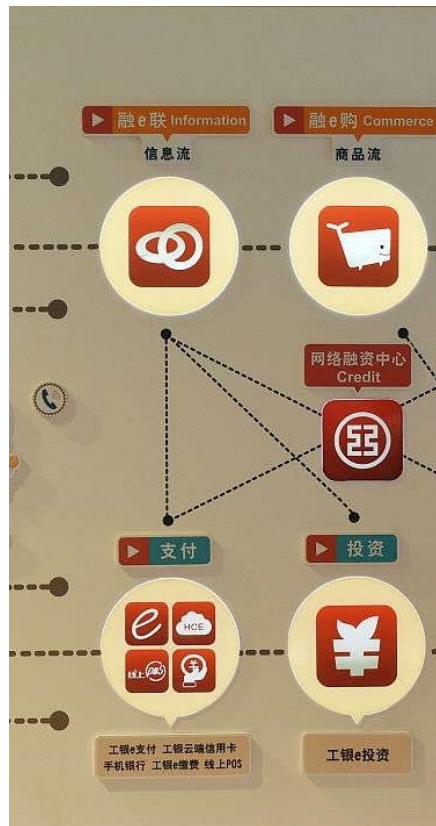 融e联 Information
信息流
融e购 Commerce
商品流
网络融资中心
Credit
支付
投资
e
HCE
线上POS
工银e支付 工银云端信用卡
手机银行 工银e缴费 线上POS
工银e投资